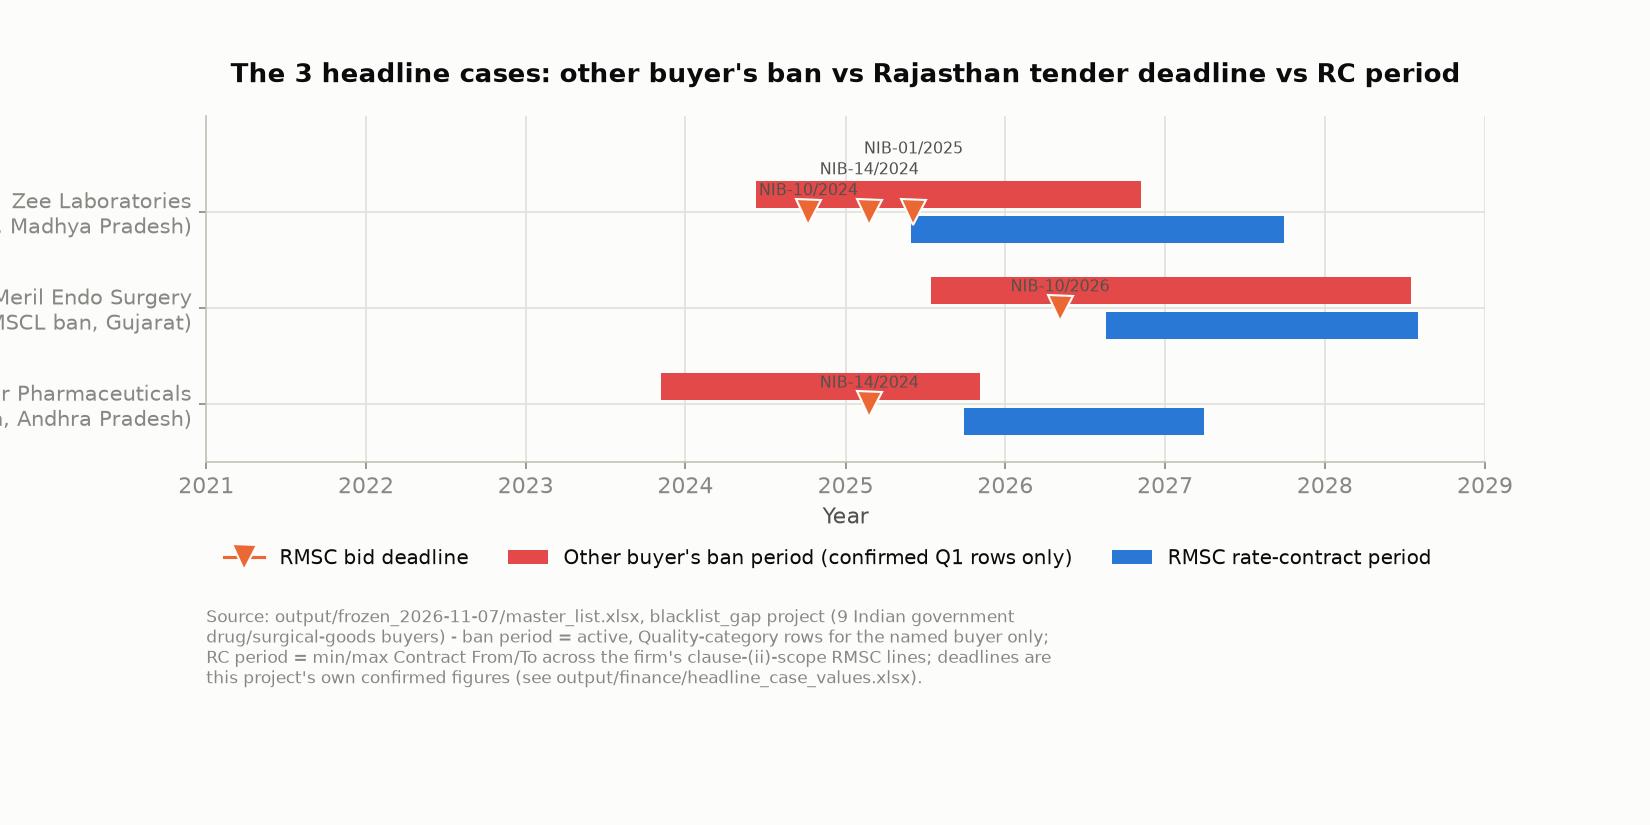 The 3 headline cases: other buyer's ban vs Rajasthan tender deadline vs RC period
NIB-01/2025
NIB-14/2024
NIB-10/2024
Zee Laboratories
, Madhya Pradesh)
NIB-10/2026
Meril Endo Surgery
MSCL ban, Gujarat)
NIB-14/2024
r Pharmaceuticals
, Andhra Pradesh)
2021 2022 2023 2024 2025 2026 2027 2028 2029
Year
RMSC bid deadline Other buyer's ban period (confirmed Q1 rows only) RMSC rate-contract period
Source: output/frozen_2026-11-07/master_list.xlsx, blacklist_gap project (9 Indian government
drug/surgical-goods buyers) - ban period = active, Quality-category rows for the named buyer only;
RC period = min/max Contract From/To across the firm's clause-(ii)-scope RMSC lines; deadlines are
this project's own confirmed figures (see output/finance/headline_case_values.xlsx).